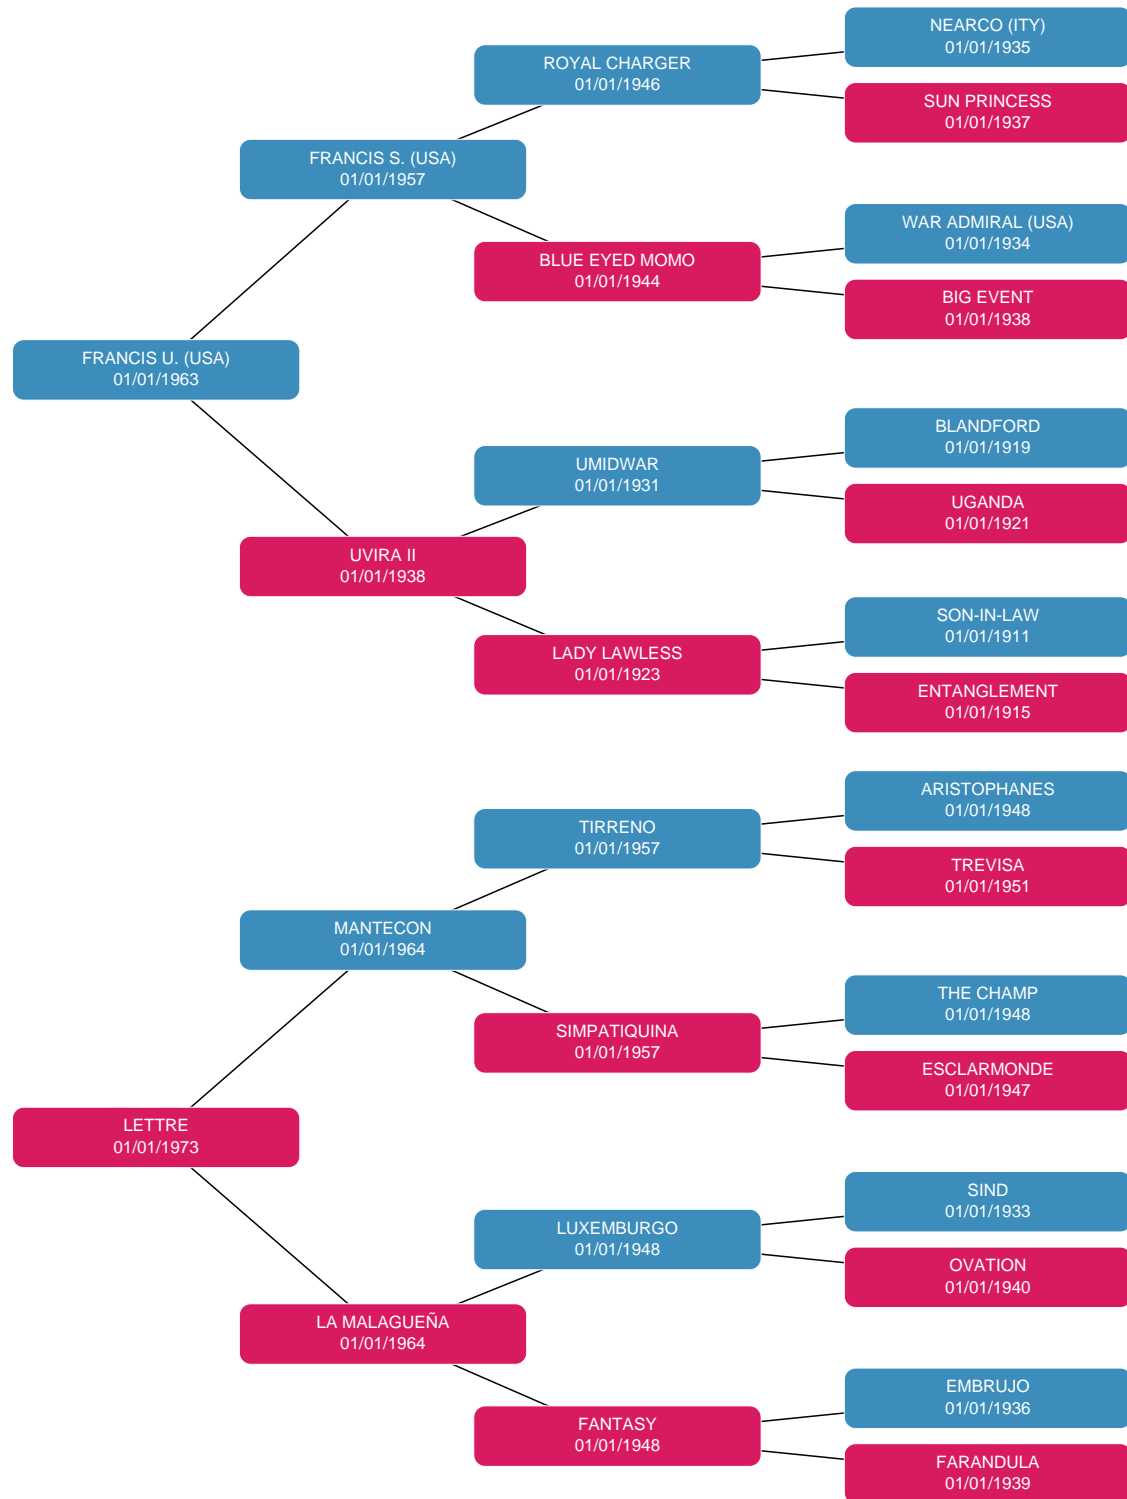 NEARCO (ITY)
01/01/1935
ROYAL CHARGER
01/01/1946
SUN PRINCESS
01/01/1937
FRANCIS S. (USA)
01/01/1957
WAR ADMIRAL (USA)
01/01/1934
BLUE EYED MOMO
01/01/1944
BIG EVENT
01/01/1938
FRANCIS U. (USA)
01/01/1963
BLANDFORD
01/01/1919
UMIDWAR
01/01/1931
UGANDA
01/01/1921
UVIRA II
01/01/1938
SON-IN-LAW
01/01/1911
LADY LAWLESS
01/01/1923
ENTANGLEMENT
01/01/1915
ARISTOPHANES
01/01/1948
TIRRENO
01/01/1957
TREVISA
01/01/1951
MANTECON
01/01/1964
THE CHAMP
01/01/1948
SIMPATIQUINA
01/01/1957
ESCLARMONDE
01/01/1947
LETTRE
01/01/1973
SIND
01/01/1933
LUXEMBURGO
01/01/1948
OVATION
01/01/1940
LA MALAGUEÑA
01/01/1964
EMBRUJO
01/01/1936
FANTASY
01/01/1948
FARANDULA
01/01/1939